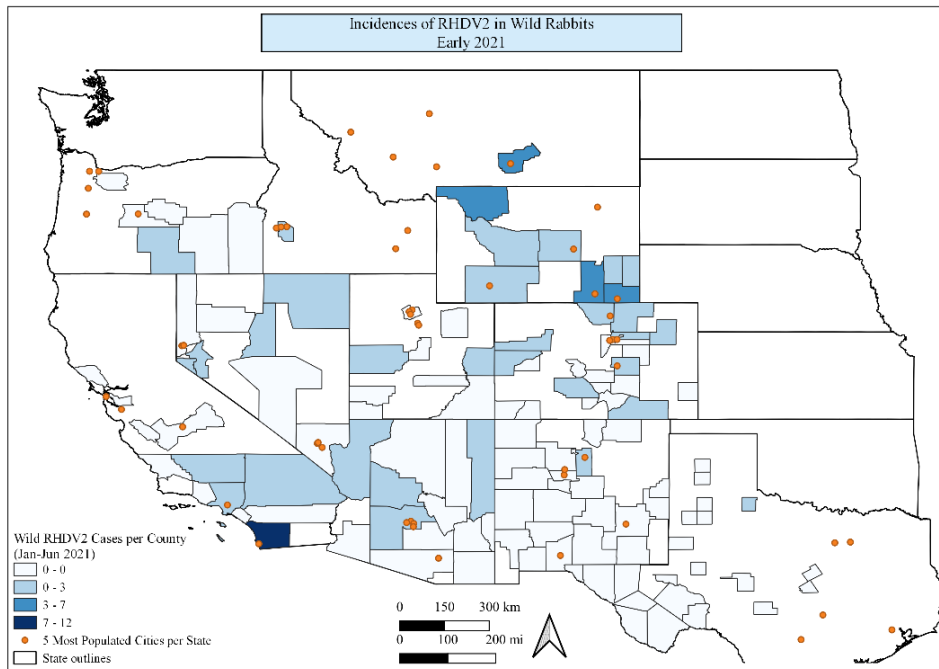 Incidences of RHDV2 in Wild Rabbits
Early 2021
Wild RHDV2 Cases per County
(Jan-Jun 2021)
0 - 0
0 - 3
3 - 7
7 - 12
5 Most Populated Cities per State
State outlines
0 150 300 km
0 100 200 mi